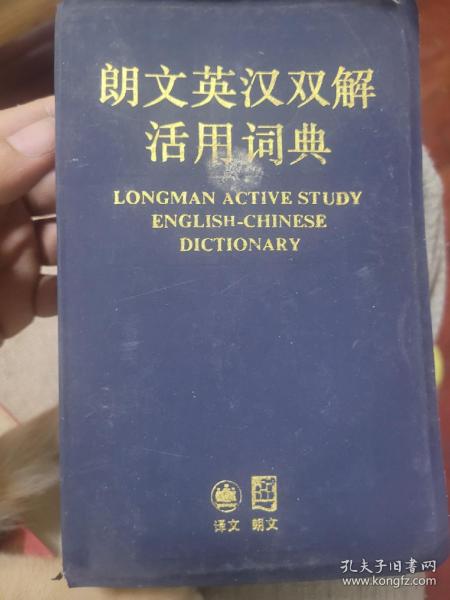 朗文英汉双解
活用词典
LONGMAN ACTIVE STUDY
ENGLISH-CHINESE
DICTIONARY
译文 朗文
孔夫子旧书网
www.kongfz.com